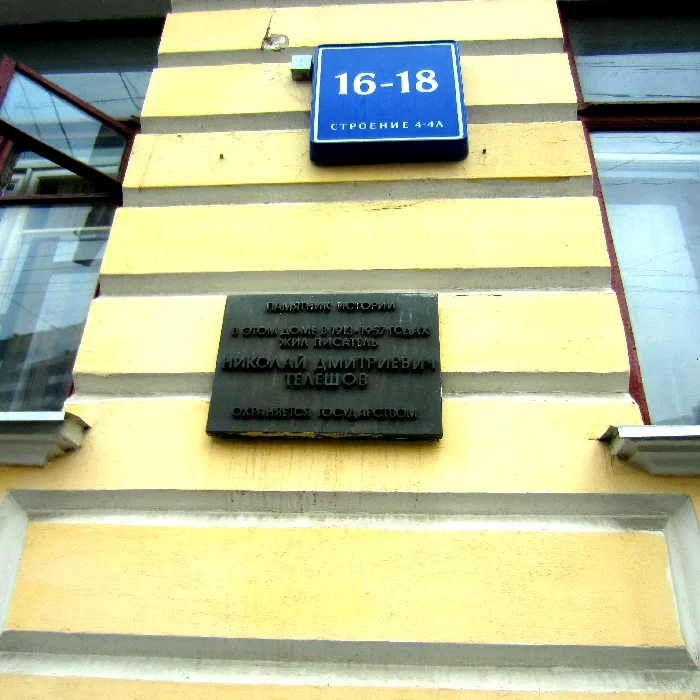 16-18
СТРОЕНИЕ 4-4А
ПАМЯТНИК ИСТОРИИ
В ЭТОМ ДОМЕ В 1913-1957 ГОДАХ
ЖИЛ ПИСАТЕЛЬ
НИКОЛАЙ ДМИТРИЕВИЧ
ТЕЛЕШОВ
ОХРАНЯЕТСЯ ГОСУДАРСТВОМ